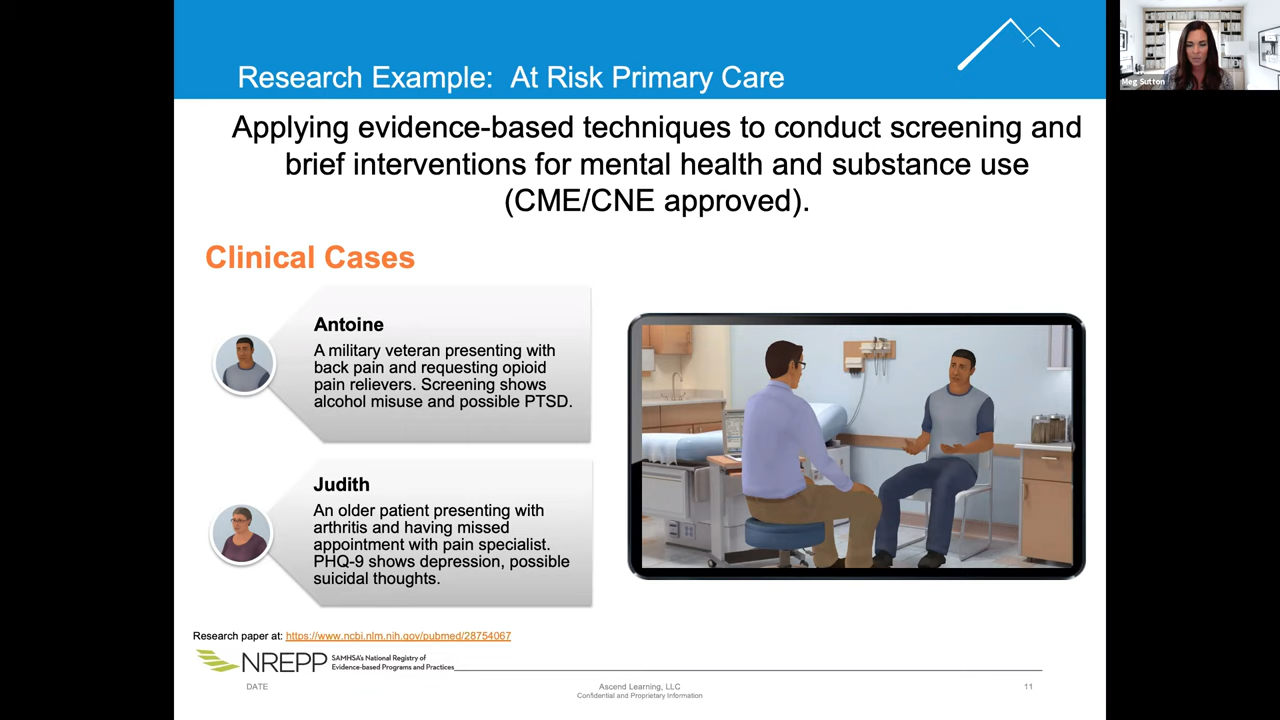 Research Example: At Risk Primary Care
Meg Sutton
Applying evidence-based techniques to conduct screening and
brief interventions for mental health and substance use
(CME/CNE approved).
Clinical Cases
Antoine
A military veteran presenting with
back pain and requesting opioid
pain relievers. Screening shows
alcohol misuse and possible PTSD.
Judith
An older patient presenting with
arthritis and having missed
appointment with pain specialist.
PHQ-9 shows depression, possible
suicidal thoughts.
Research paper at: https://www.ncbi.nlm.nih.gov/pubmed/28754067
NREPP
SAMHSA's National Registry of
Evidence-based Programs and Practices
DATE
Ascend Learning, LLC
Confidential and Proprietary Information
11